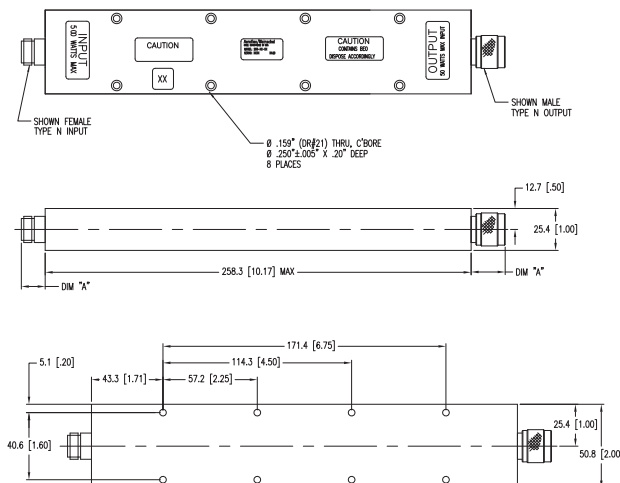 INPUT
500 WATTS MAX
CAUTION
XX
CAUTION
CONTAINS BEO
DISPOSE ACCORDINGLY
OUTPUT
50 WATTS MAX INPUT
SHOWN FEMALE
TYPE N INPUT
SHOWN MALE
TYPE N OUTPUT
Ø .159" (DR#21) THRU, C'BORE
Ø .250"±.005" X .20" DEEP
8 PLACES
12.7 [.50]
25.4 [1.00]
258.3 [10.17] MAX
DIM "A"
DIM "A"
171.4 [6.75]
5.1 [.20]
114.3 [4.50]
43.3 [1.71]
57.2 [2.25]
25.4 [1.00]
40.6 [1.60]
50.8 [2.00